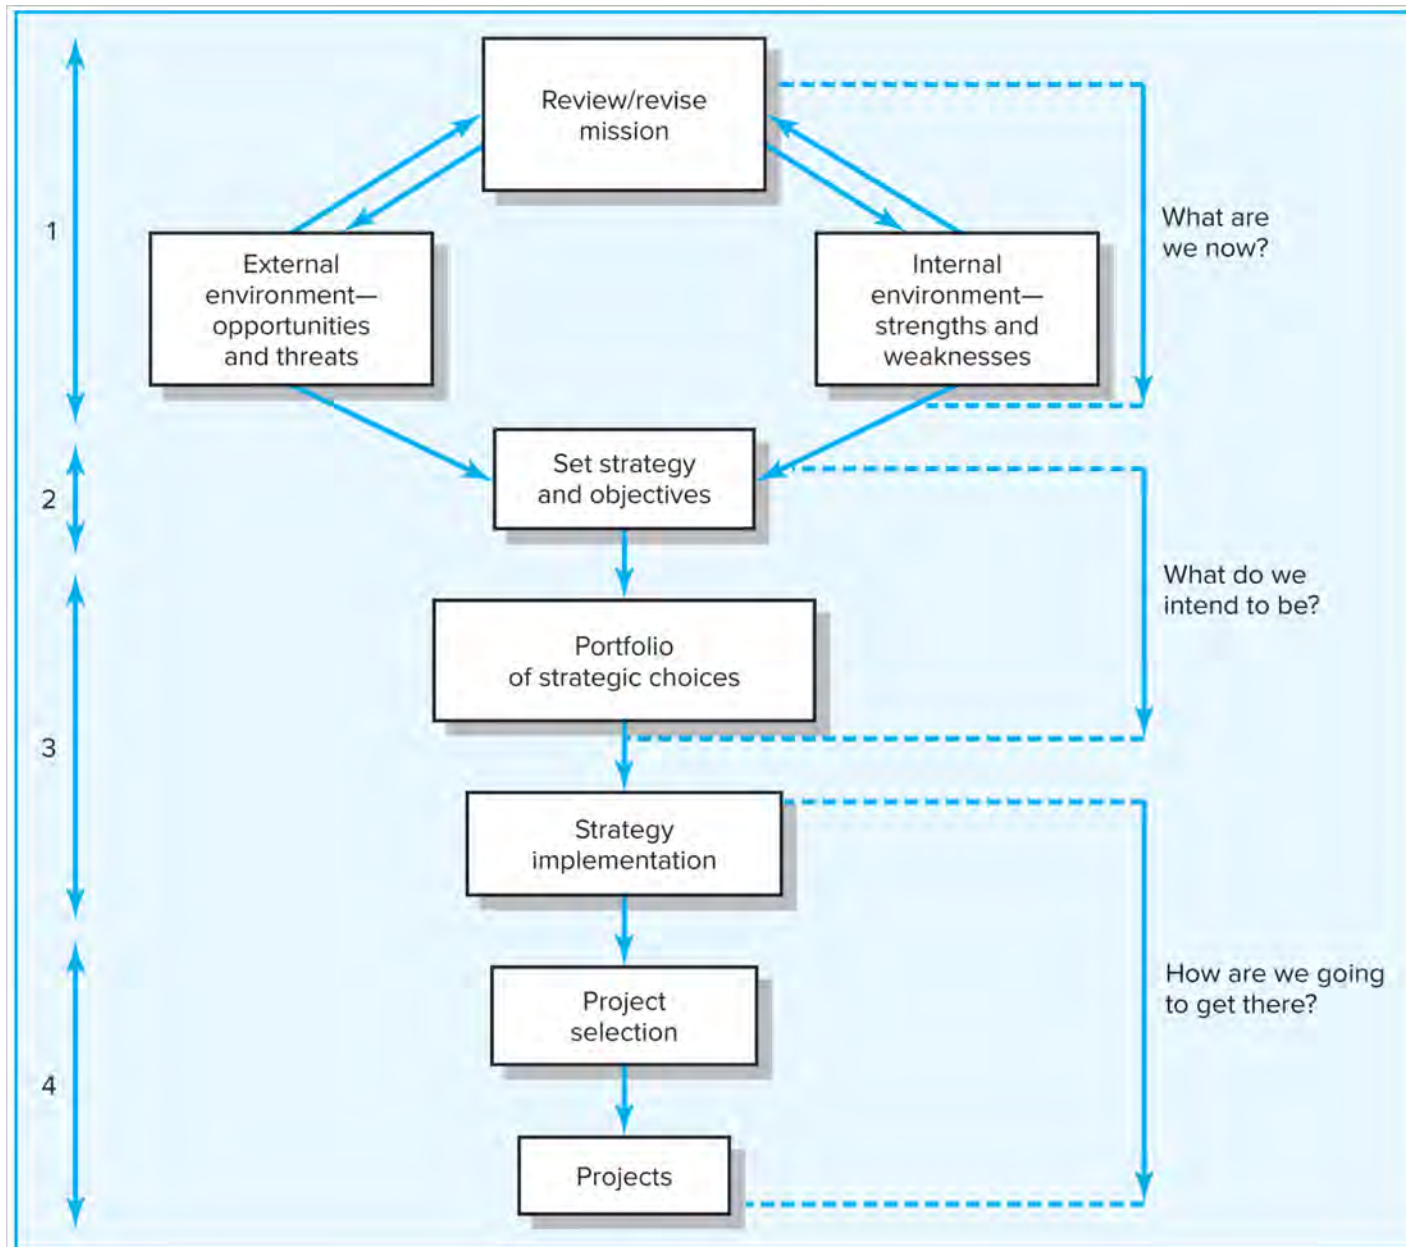 Review/revise
mission
1
What are
we now?
External
environment—
opportunities
and threats
Internal
environment—
strengths and
weaknesses
2
Set strategy
and objectives
What do we
intend to be?
Portfolio
of strategic choices
3
Strategy
implementation
How are we going
to get there?
Project
selection
4
Projects